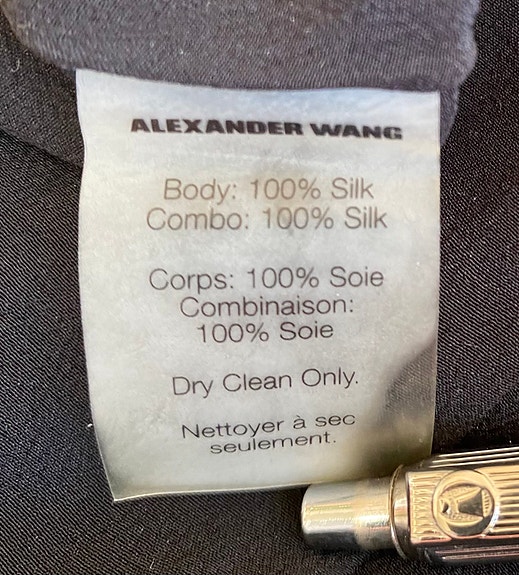 ALEXANDER WANG
Body: 100% Silk
Combo: 100% Silk
Corps: 100% Soie
Combinaison:
100% Soie
Dry Clean Only.
Nettoyer à sec
seulement.